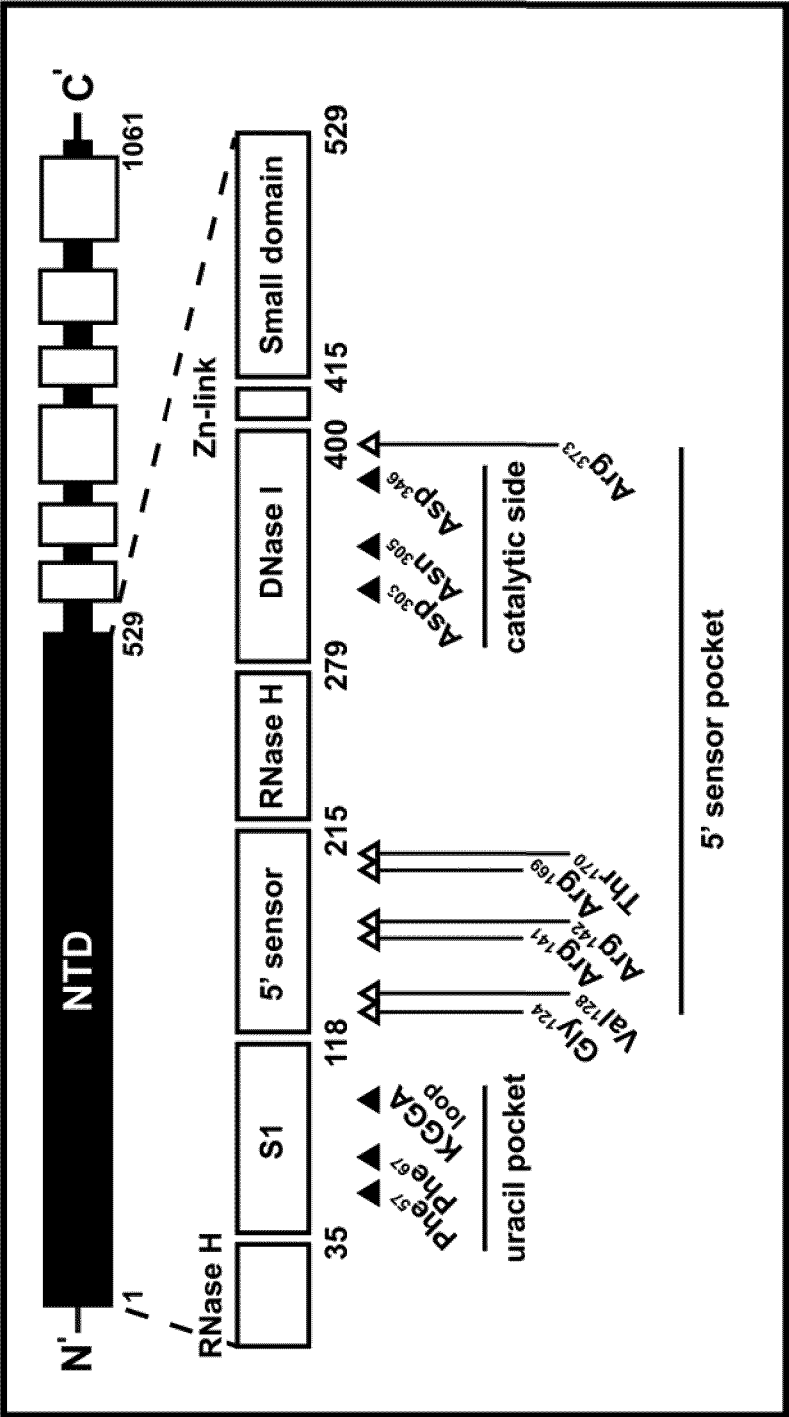 N' NTD C'
1 529 1061
RNase H Zn-link
S1 5' sensor RNase H DNase I Small domain
35 118 215 279 400 415 529
Phe57 Phe67 KGGA loop
uracil pocket
Gly124 Val128 Arg141 Arg142 Arg169 Thr170
Asp303 Asn305 Asp346
catalytic side
Arg373
5' sensor pocket